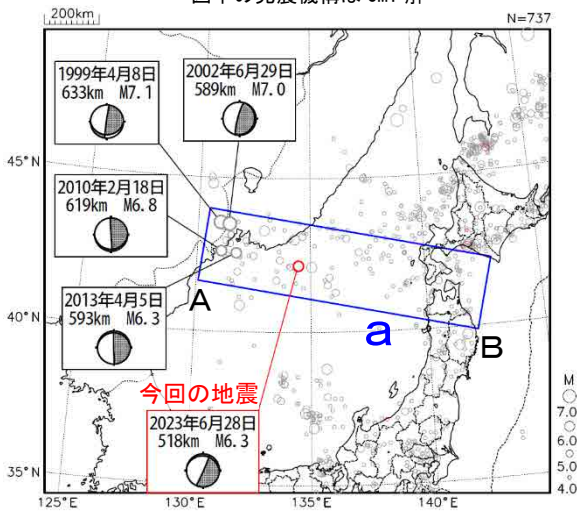 図中の発震機構はCMT解
200km
N=737
1999年4月8日
633km M7.1
2002年6月29日
589km M7.0
2010年2月18日
619km M6.8
2013年4月5日
593km M6.3
今回の地震
2023年6月28日
518km M6.3
A
a
B
45°N
40°N
35°N
125°E
130°E
135°E
140°E
M
7.0
6.0
5.0
4.0